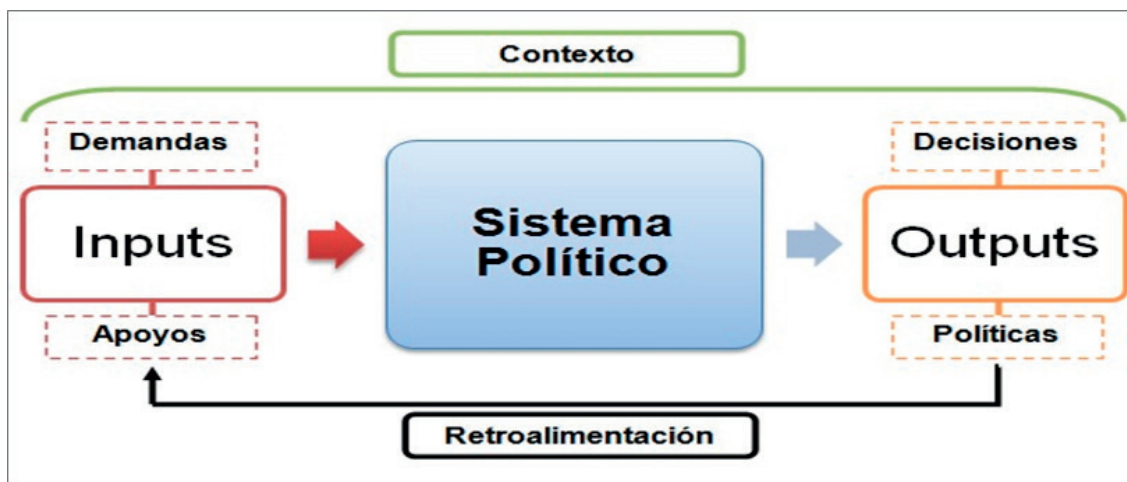 Contexto
Demandas
Decisiones
Inputs
Sistema
Político
Outputs
Apoyos
Políticas
Retroalimentación